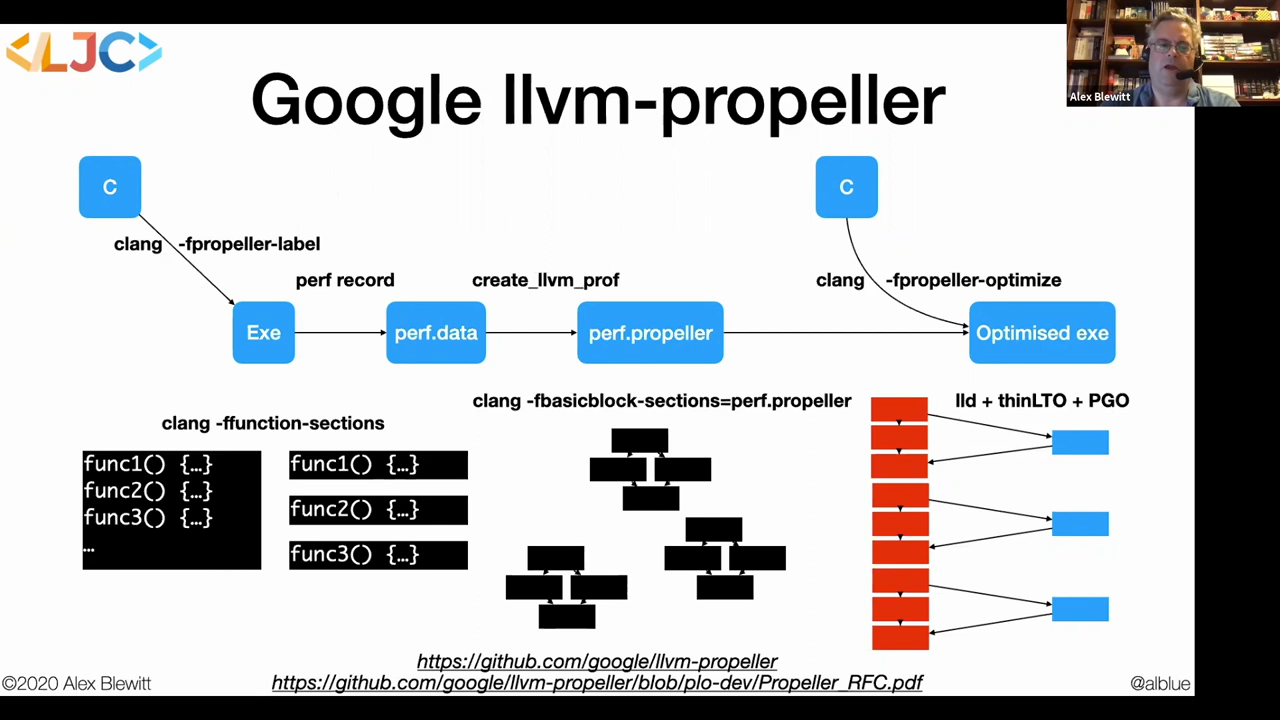 <LJC>
Alex Blewitt
Google llvm-propeller
C
C
clang -fpropeller-label
perf record
create_llvm_prof
clang -fpropeller-optimize
Exe
perf.data
perf.propeller
Optimised exe
clang -ffunction-sections
clang -fbasicblock-sections=perf.propeller
lld + thinLTO + PGO
func1() {…}
func2() {…}
func3() {…}
…
func1() {…}
func2() {…}
func3() {…}
https://github.com/google/llvm-propeller
https://github.com/google/llvm-propeller/blob/plo-dev/Propeller_RFC.pdf
©2020 Alex Blewitt
@alblue